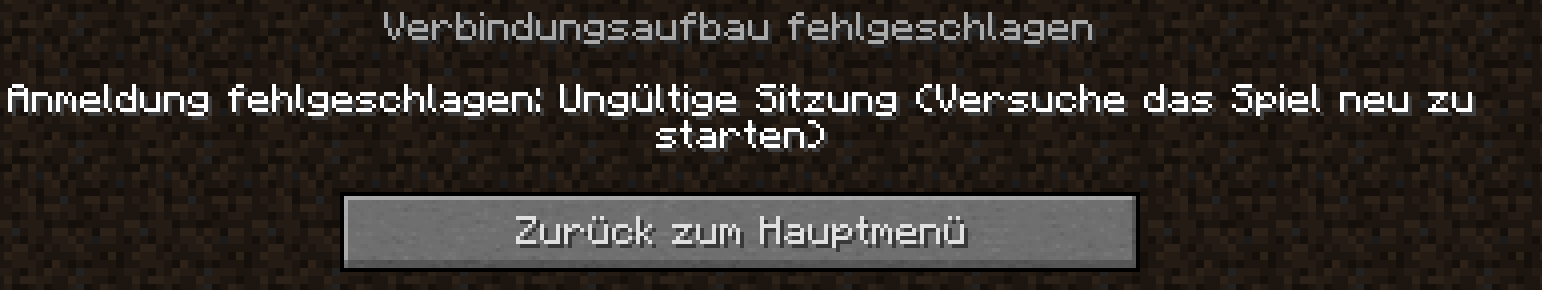 Verbindungsaufbau fehlgeschlagen
Anmeldung fehlgeschlagen: Ungültige Sitzung (Versuche das Spiel neu zu
starten)
Zurück zum Hauptmenü